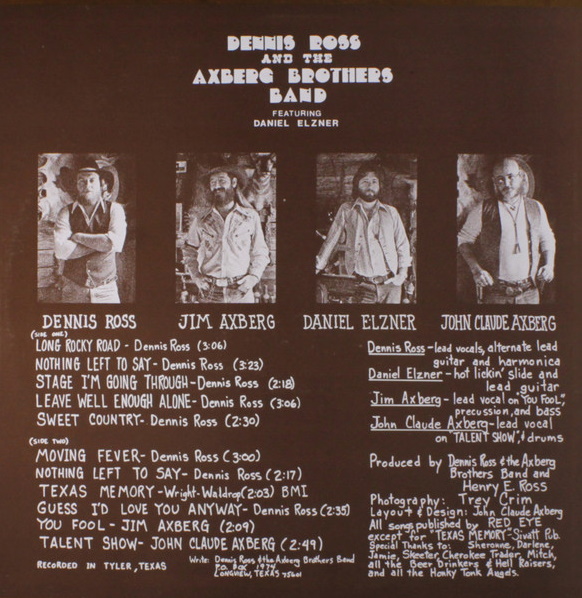 DENNIS ROSS
AND THE
AXBERG BROTHERS
BAND
FEATURING
DANIEL ELZNER
DENNIS ROSS
JIM AXBERG
DANIEL ELZNER
JOHN CLAUDE AXBERG
(SIDE ONE)
LONG ROCKY ROAD - Dennis Ross (3:06)
NOTHING LEFT TO SAY - Dennis Ross (3:23)
STAGE I'M GOING THROUGH - Dennis Ross (2:18)
LEAVE WELL ENOUGH ALONE - Dennis Ross (3:06)
SWEET COUNTRY - Dennis Ross (2:30)
(SIDE TWO)
MOVING FEVER - Dennis Ross (3:00)
NOTHING LEFT TO SAY - Dennis Ross (2:17)
TEXAS MEMORY - Wright-Waldrop (2:03) BMI
GUESS I'D LOVE YOU ANYWAY - Dennis Ross (2:35)
YOU FOOL - JIM AXBERG (2:09)
TALENT SHOW - JOHN CLAUDE AXBERG (2:49)
RECORDED IN TYLER, TEXAS
Write: Dennis Ross & the Axberg Brothers Band
P.O. BOX 1974
LONGVIEW, TEXAS 75601
Dennis Ross - lead vocals, alternate lead
guitar and harmonica
Daniel Elzner - hot lickin' slide and
lead guitar
Jim Axberg - lead vocal on "YOU FOOL",
precussion, and bass
John Claude Axberg - lead vocal
on "TALENT SHOW", & drums
Produced by Dennis Ross & the Axberg
Brothers Band and
Henry E. Ross
Photography: Trey Crim
Layout & Design: John Claude Axberg
All songs published by RED EYE
except for "TEXAS MEMORY" - Sivatt Pub.
Special Thanks to: Sheronne, Darlene,
Jamie, Skeeter, Cherokee Trader, Mitch,
all the Beer Drinkers & Hell Raisers,
and all the Honky Tonk Angels.